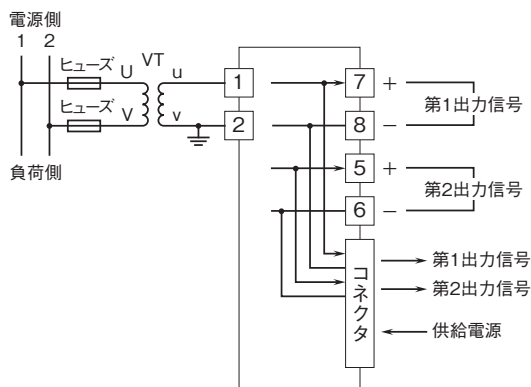 電源側
1 2
ヒューズ U VT u
ヒューズ V v
負荷側
1
2
7 +
8 −
第1出力信号
5 +
6 −
第2出力信号
コネクタ
第1出力信号
第2出力信号
供給電源